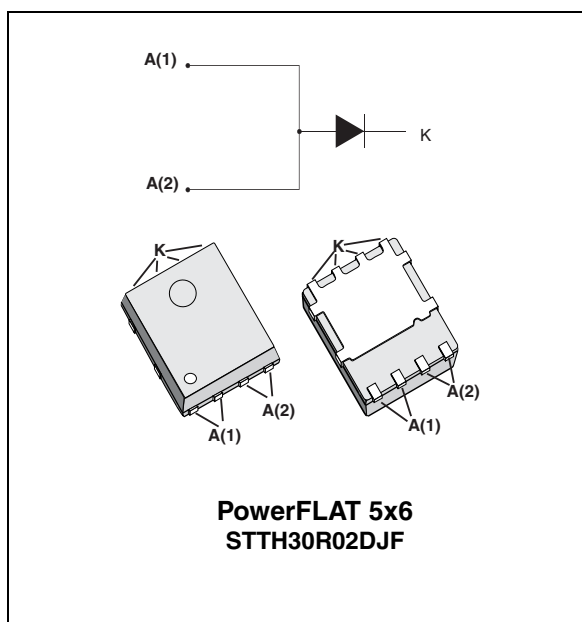 A(1)
K
A(2)
K
K
A(2)
A(1)
A(2)
A(1)
PowerFLAT 5x6
STTH30R02DJF